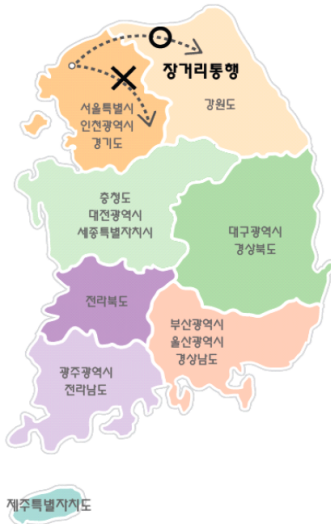 장거리통행
서울특별시
인천광역시
경기도
강원도
충청도
대전광역시
세종특별자치시
대구광역시
경상북도
전라북도
부산광역시
울산광역시
경상남도
광주광역시
전라남도
제주특별자치도